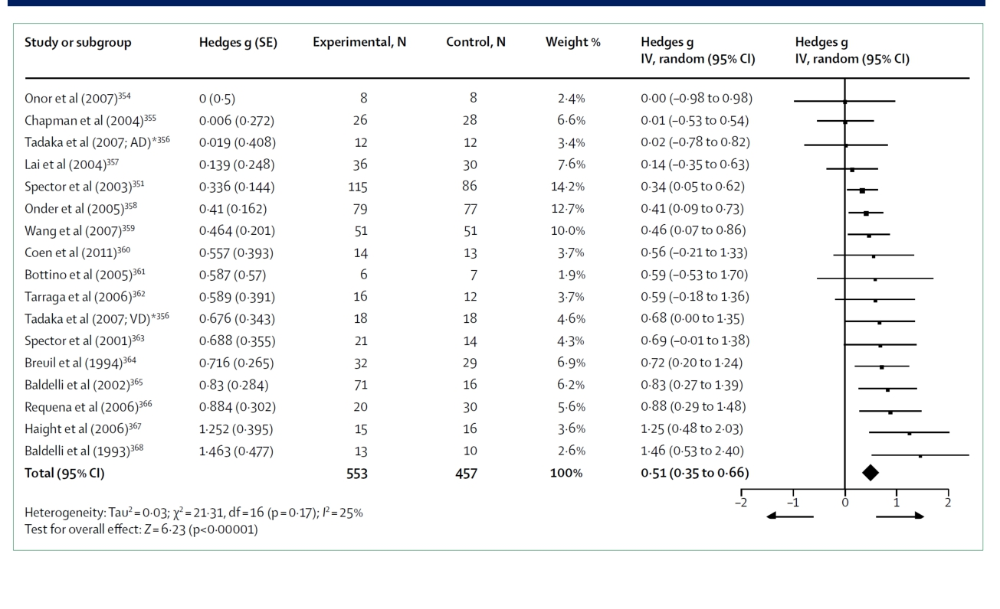 Study or subgroup Hedges g (SE) Experimental, N Control, N Weight % Hedges g Hedges g
IV, random (95% CI) IV, random (95% CI)
Onor et al (2007)354 0 (0·5) 8 8 2·4% 0·00 (–0·98 to 0·98)
Chapman et al (2004)355 0·006 (0·272) 26 28 6·6% 0·01 (–0·53 to 0·54)
Tadaka et al (2007; AD)*356 0·019 (0·408) 12 12 3·4% 0·02 (–0·78 to 0·82)
Lai et al (2004)357 0·139 (0·248) 36 30 7·6% 0·14 (–0·35 to 0·63)
Spector et al (2003)351 0·336 (0·144) 115 86 14·2% 0·34 (0·05 to 0·62)
Onder et al (2005)358 0·41 (0·162) 79 77 12·7% 0·41 (0·09 to 0·73)
Wang et al (2007)359 0·464 (0·201) 51 51 10·0% 0·46 (0·07 to 0·86)
Coen et al (2011)360 0·557 (0·393) 14 13 3·7% 0·56 (–0·21 to 1·33)
Bottino et al (2005)361 0·587 (0·57) 6 7 1·9% 0·59 (–0·53 to 1·70)
Tarraga et al (2006)362 0·589 (0·391) 16 12 3·7% 0·59 (–0·18 to 1·36)
Tadaka et al (2007; VD)*356 0·676 (0·343) 18 18 4·6% 0·68 (0·00 to 1·35)
Spector et al (2001)363 0·688 (0·355) 21 14 4·3% 0·69 (–0·01 to 1·38)
Breuil et al (1994)364 0·716 (0·265) 32 29 6·9% 0·72 (0·20 to 1·24)
Baldelli et al (2002)365 0·83 (0·284) 71 16 6·2% 0·83 (0·27 to 1·39)
Requena et al (2006)366 0·884 (0·302) 20 30 5·6% 0·88 (0·29 to 1·48)
Haight et al (2006)367 1·252 (0·395) 15 16 3·6% 1·25 (0·48 to 2·03)
Baldelli et al (1993)368 1·463 (0·477) 13 10 2·6% 1·46 (0·53 to 2·40)
Total (95% CI) 553 457 100% 0·51 (0·35 to 0·66)
–2 –1 0 1 2
Heterogeneity: Tau²=0·03; χ²=21·31, df=16 (p=0·17); I²=25%
Test for overall effect: Z=6·23 (p<0·00001)